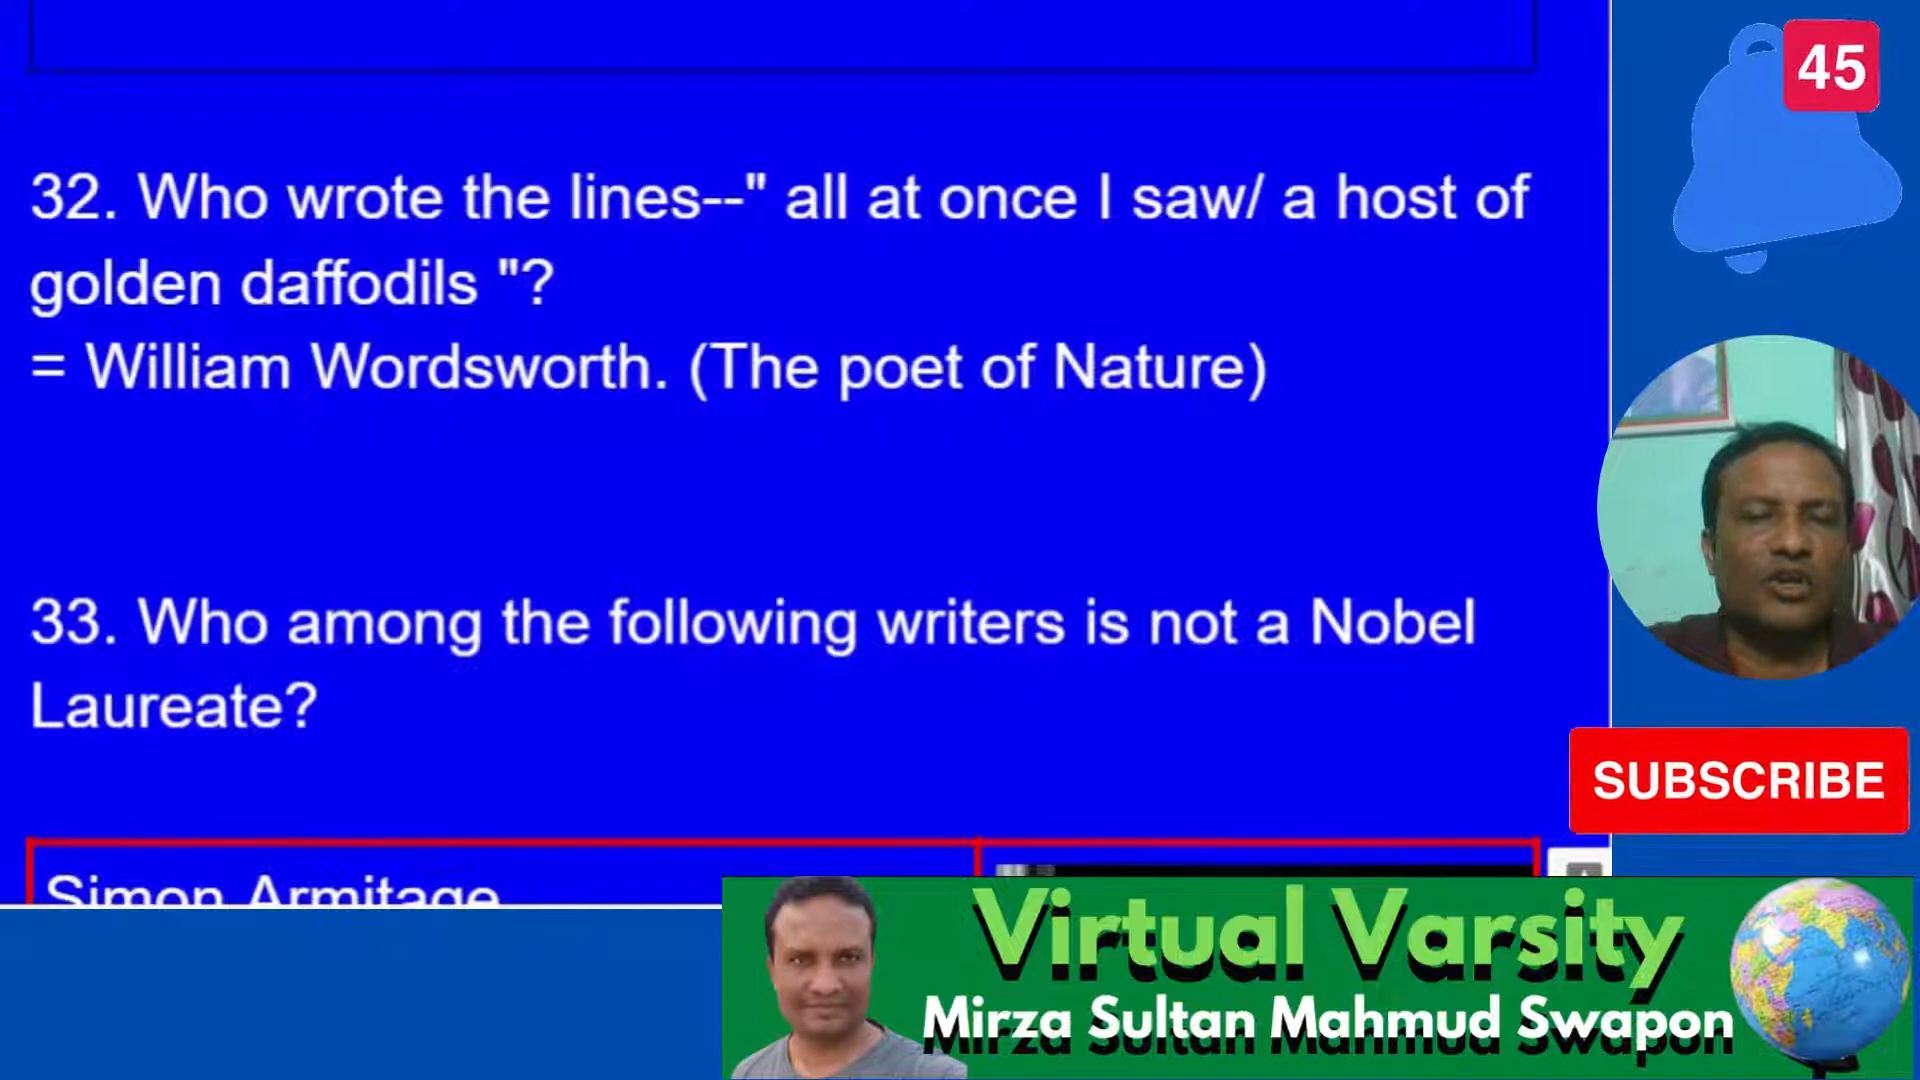 45
32. Who wrote the lines--" all at once I saw/ a host of
golden daffodils "?
= William Wordsworth. (The poet of Nature)
33. Who among the following writers is not a Nobel
Laureate?
SUBSCRIBE
Simon Armitage
Virtual Varsity
Mirza Sultan Mahmud Swapon